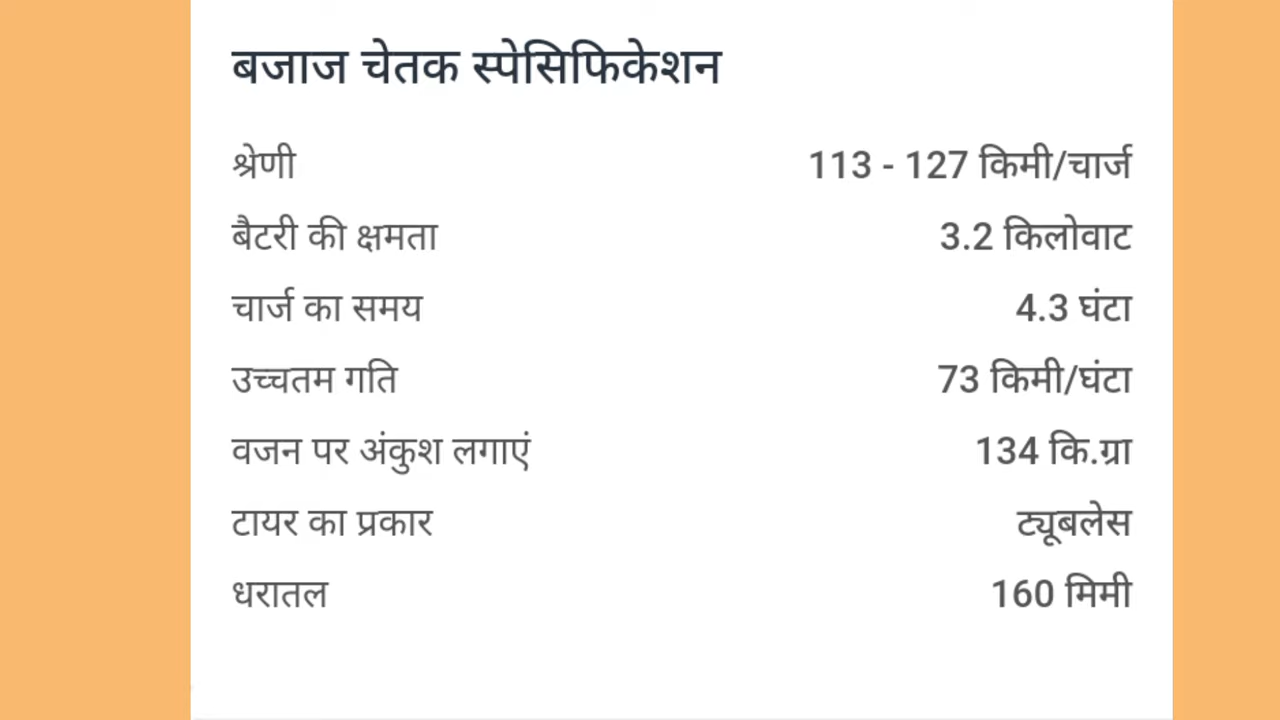 बजाज चेतक स्पेसिफिकेशन
श्रेणी 113 - 127 किमी/चार्ज
बैटरी की क्षमता 3.2 किलोवाट
चार्ज का समय 4.3 घंटा
उच्चतम गति 73 किमी/घंटा
वजन पर अंकुश लगाएं 134 कि.ग्रा
टायर का प्रकार ट्यूबलेस
धरातल 160 मिमी